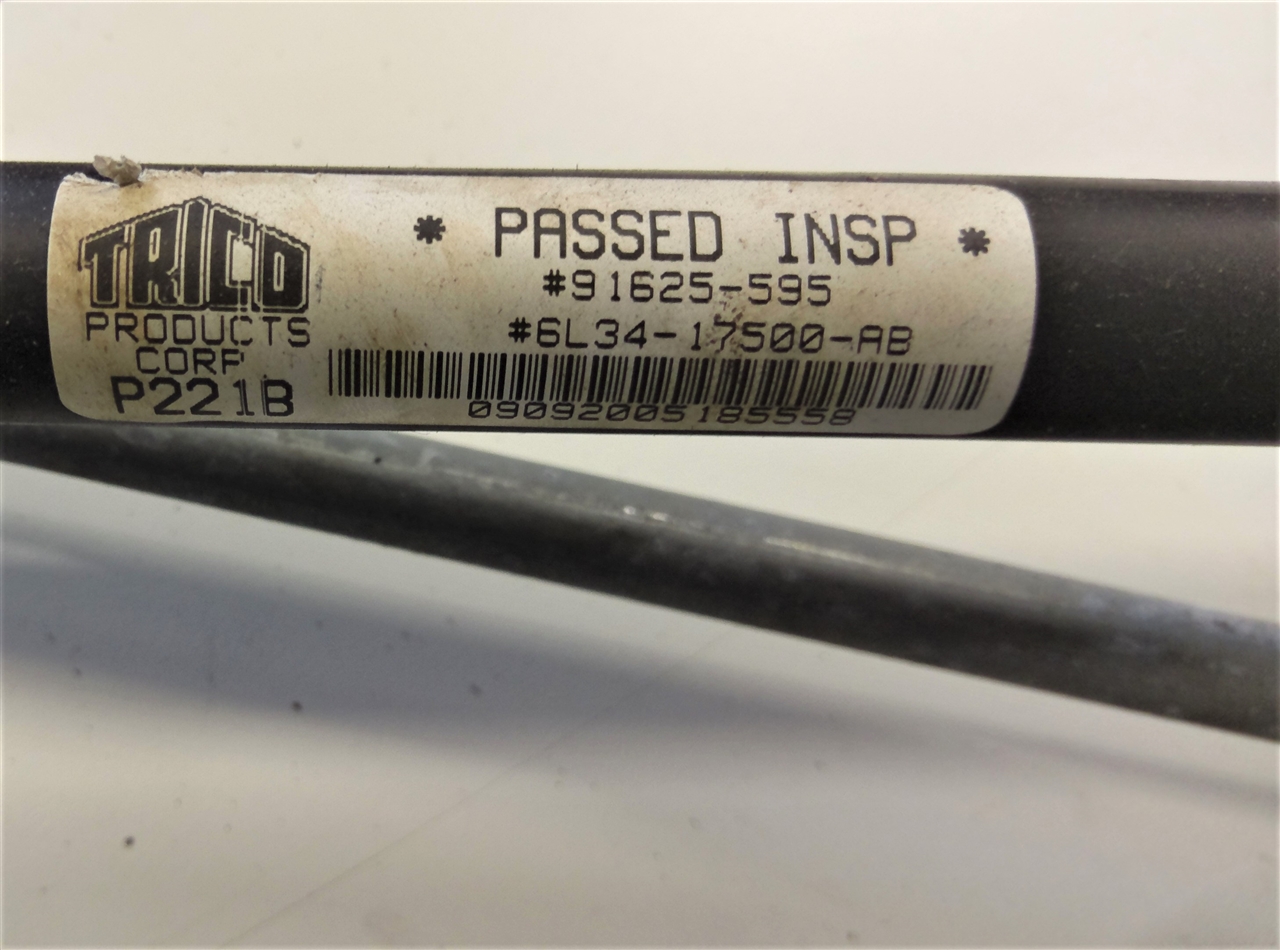 TRICO
PRODUCTS
CORP
P221B
* PASSED INSP *
#91625-595
#6L34-17500-AB
09092005185558